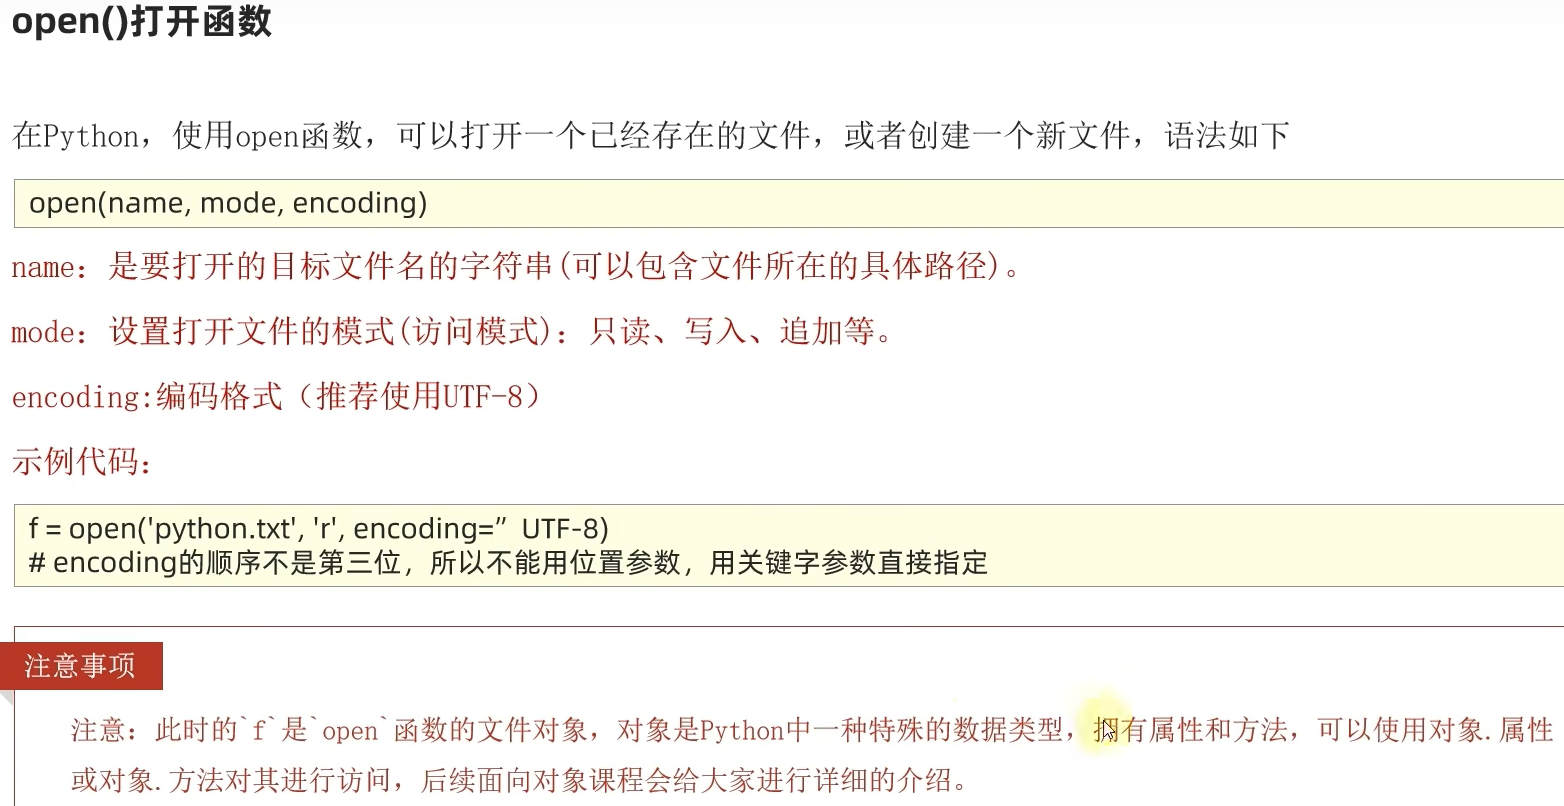 open()打开函数
在Python，使用open函数，可以打开一个已经存在的文件，或者创建一个新文件，语法如下
open(name, mode, encoding)
name：是要打开的目标文件名的字符串(可以包含文件所在的具体路径)。
mode：设置打开文件的模式(访问模式)：只读、写入、追加等。
encoding:编码格式（推荐使用UTF-8）
示例代码：
f = open('python.txt', 'r', encoding=”UTF-8)
# encoding的顺序不是第三位，所以不能用位置参数，用关键字参数直接指定
注意事项
注意：此时的`f`是`open`函数的文件对象，对象是Python中一种特殊的数据类型，拥有属性和方法，可以使用对象.属性
或对象.方法对其进行访问，后续面向对象课程会给大家进行详细的介绍。